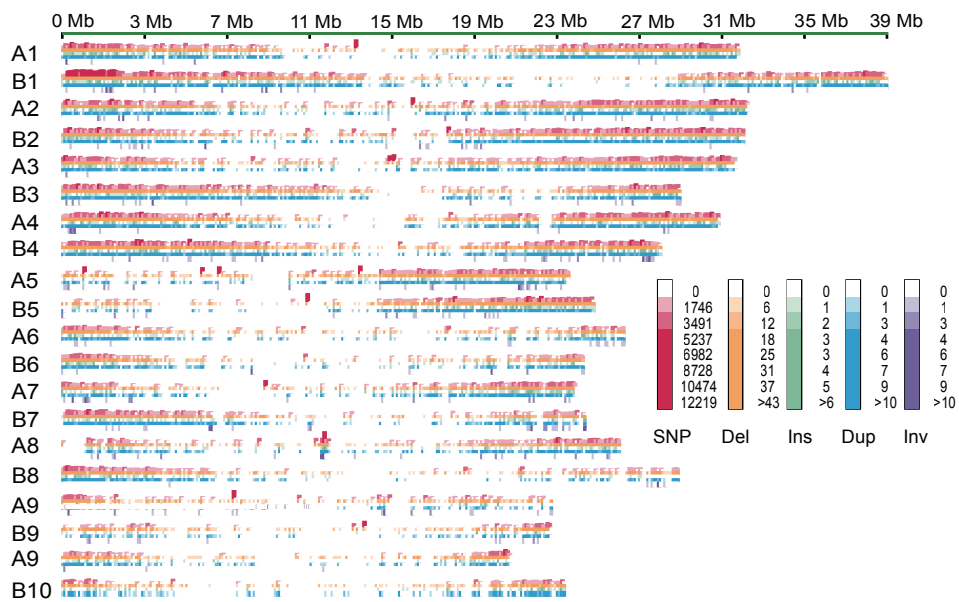 0 Mb 3 Mb 7 Mb 11 Mb 15 Mb 19 Mb 23 Mb 27 Mb 31 Mb 39 Mb
A1
B1
A2
B2
A3
B3
A4
B4
A5
B5
A6
B6
A7
B7
A8
B8
A9
B9
A9
B10
0 0 0 0 0
1746 6 1 1 1
3491 12 2 3 3
5237 18 3 4 4
6982 25 3 6 6
8728 31 4 7 7
10474 37 5 9 9
12219 >43 >6 >10 >10
SNP Del Ins Dup Inv